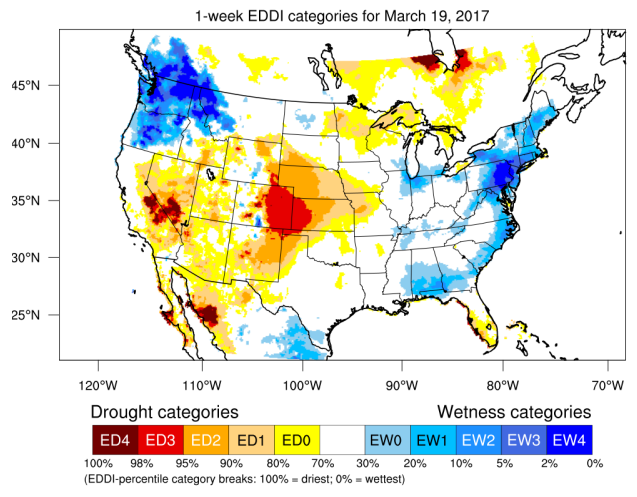 1-week EDDI categories for March 19, 2017
45°N
40°N
35°N
30°N
25°N
120°W 110°W 100°W 90°W 80°W 70°W
Drought categories Wetness categories
ED4 ED3 ED2 ED1 ED0 EW0 EW1 EW2 EW3 EW4
100% 98% 95% 90% 80% 70% 30% 20% 10% 5% 2% 0%
(EDDI-percentile category breaks: 100% = driest; 0% = wettest)